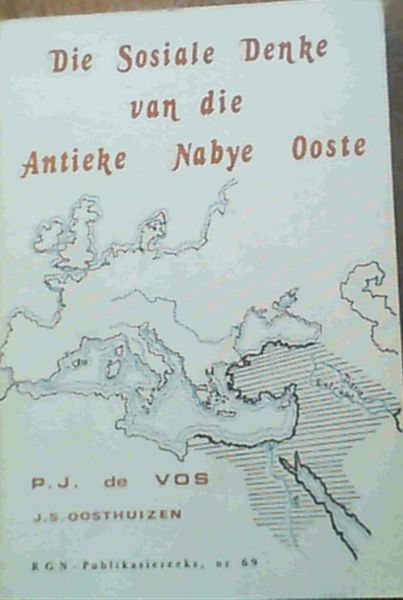 Die Sosiale Denke
van die
Antieke Nabye Ooste
P.J. de VOS
J.S. OOSTHUIZEN
RGN-Publikasiereeks, nr 69